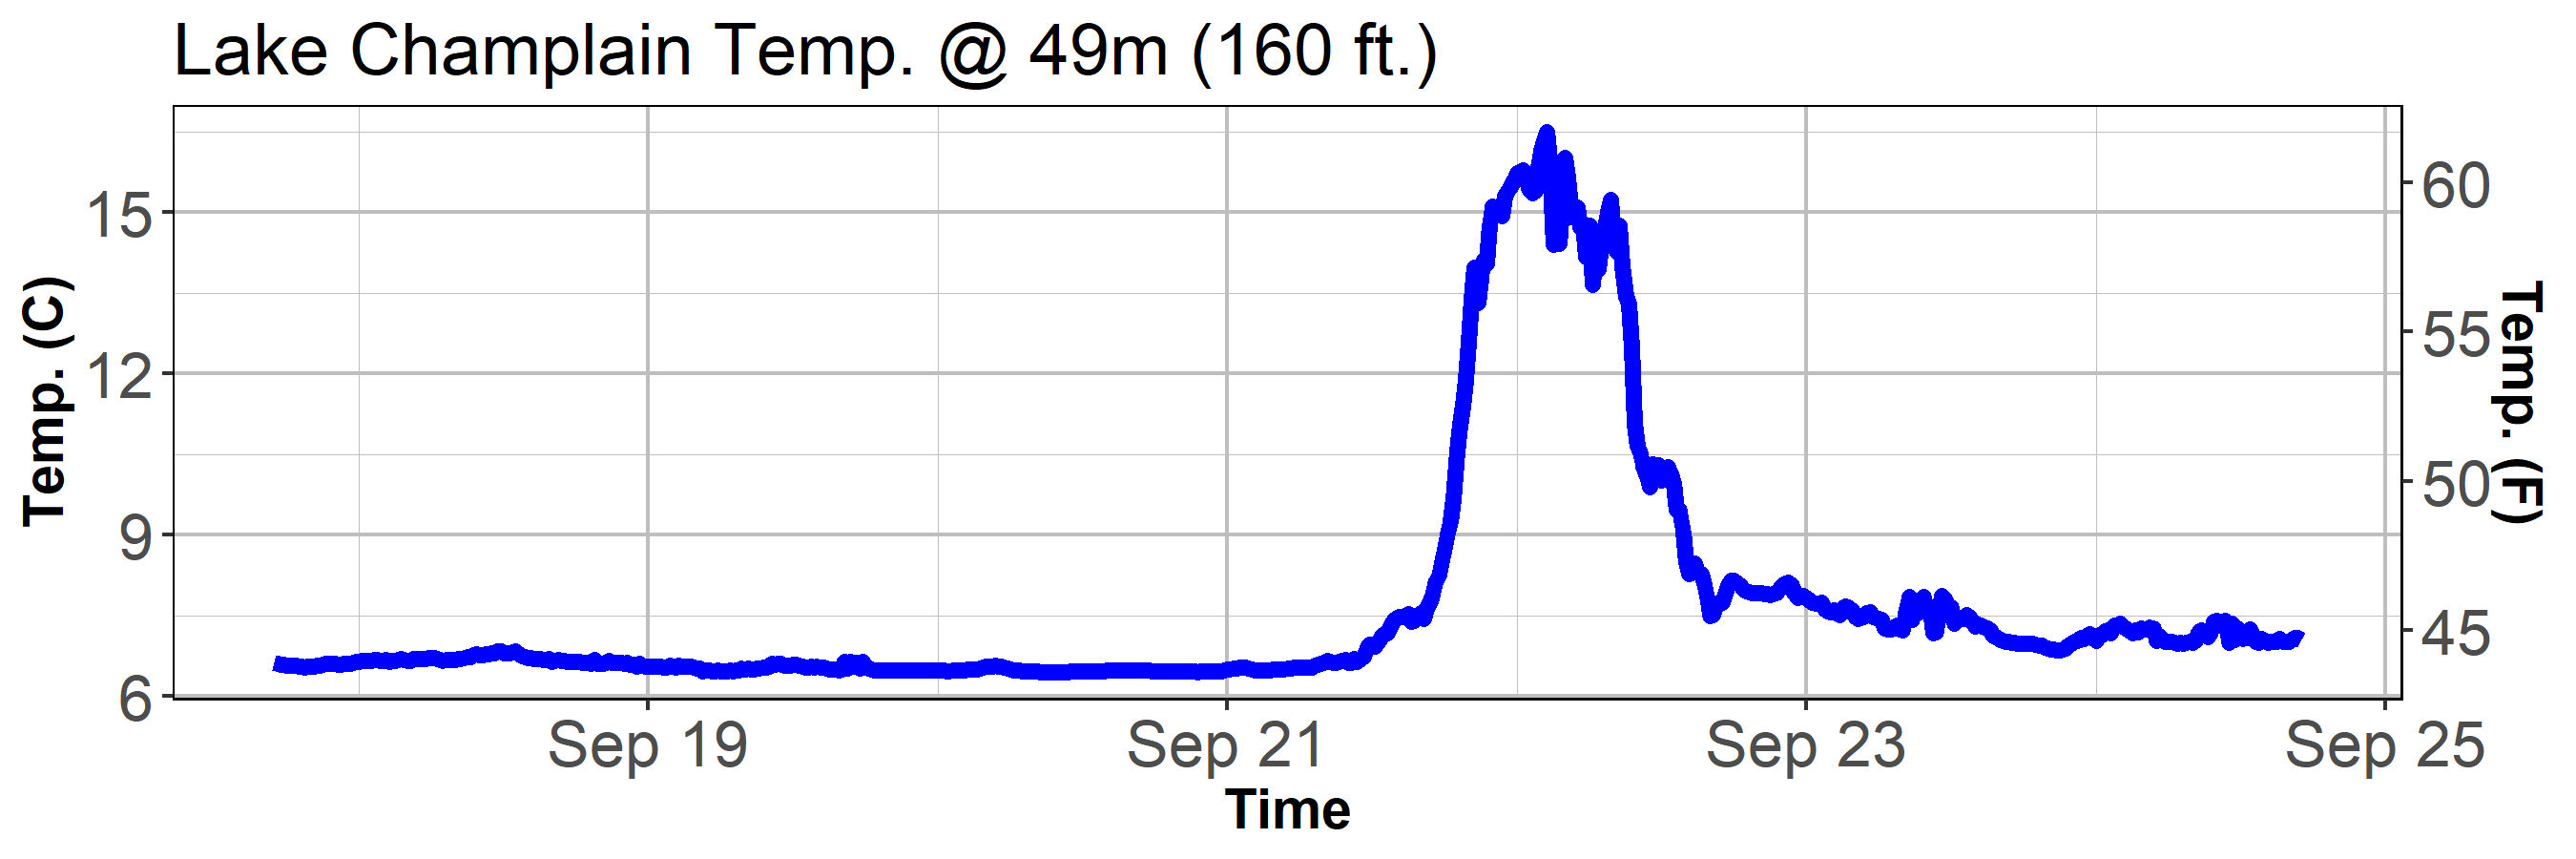 Lake Champlain Temp. @ 49m (160 ft.)
Temp. (C)
15
12
9
6
60
55
50
45
Temp. (F)
Sep 19 Sep 21 Sep 23 Sep 25
Time